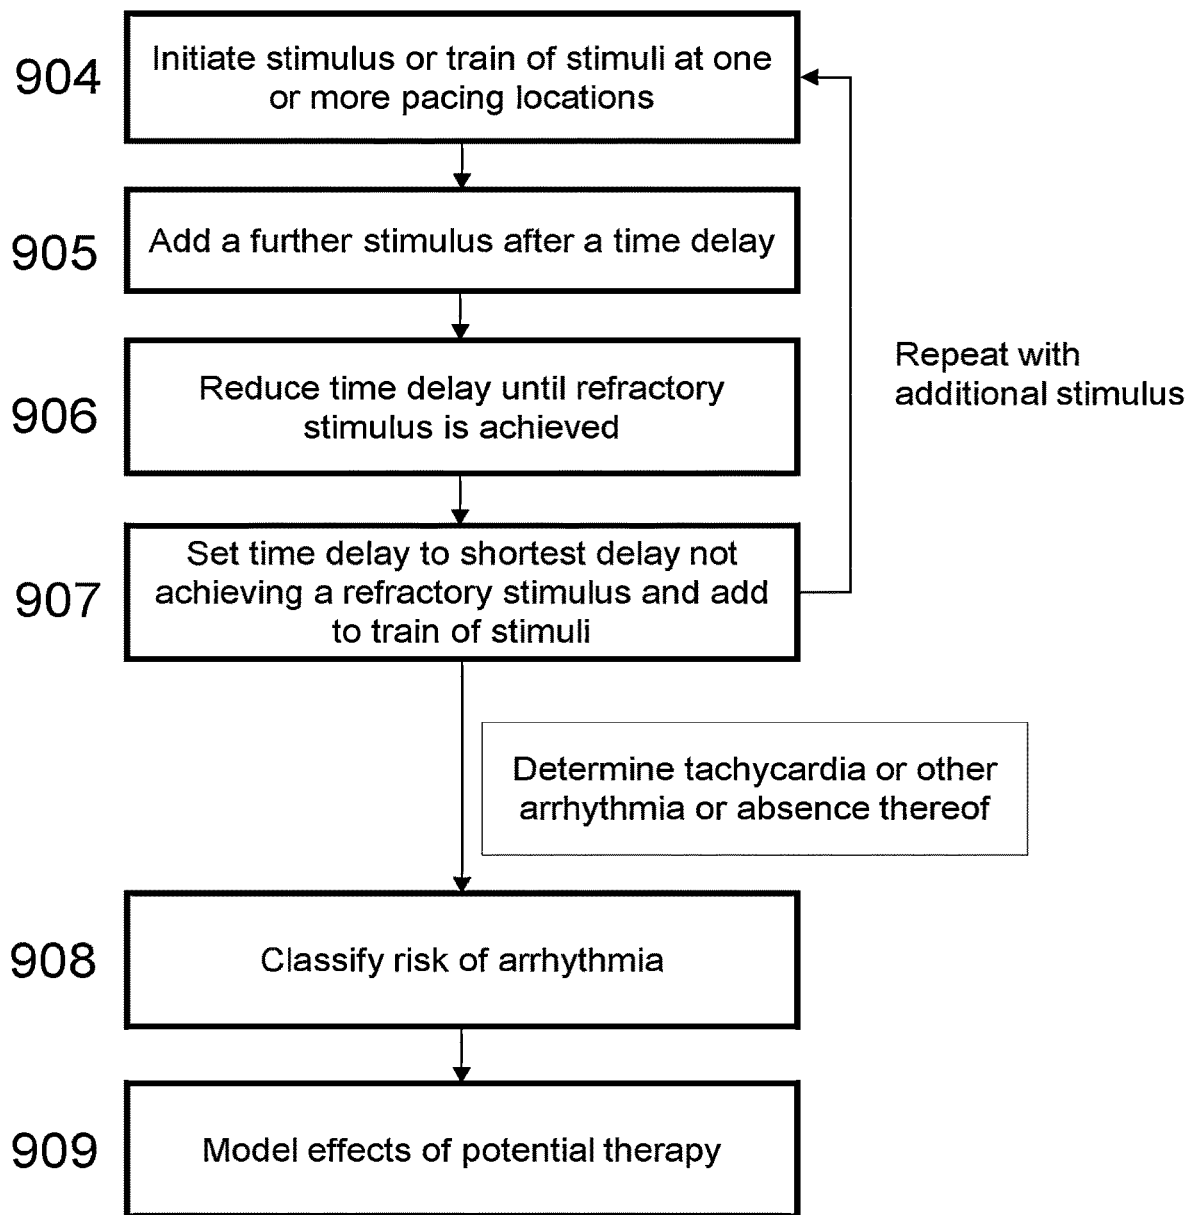 904
Initiate stimulus or train of stimuli at one
or more pacing locations
905
Add a further stimulus after a time delay
906
Reduce time delay until refractory
stimulus is achieved
Repeat with
additional stimulus
907
Set time delay to shortest delay not
achieving a refractory stimulus and add
to train of stimuli
Determine tachycardia or other
arrhythmia or absence thereof
908
Classify risk of arrhythmia
909
Model effects of potential therapy